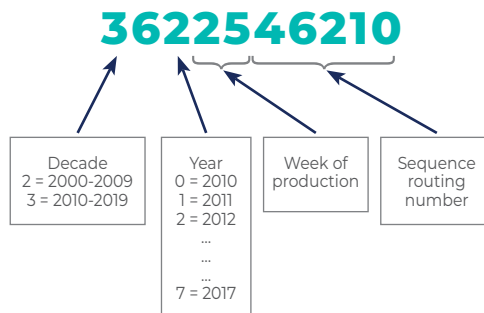 3622546210
Decade
2 = 2000-2009
3 = 2010-2019
Year
0 = 2010
1 = 2011
2 = 2012
...
...
...
7 = 2017
Week of
production
Sequence
routing
number